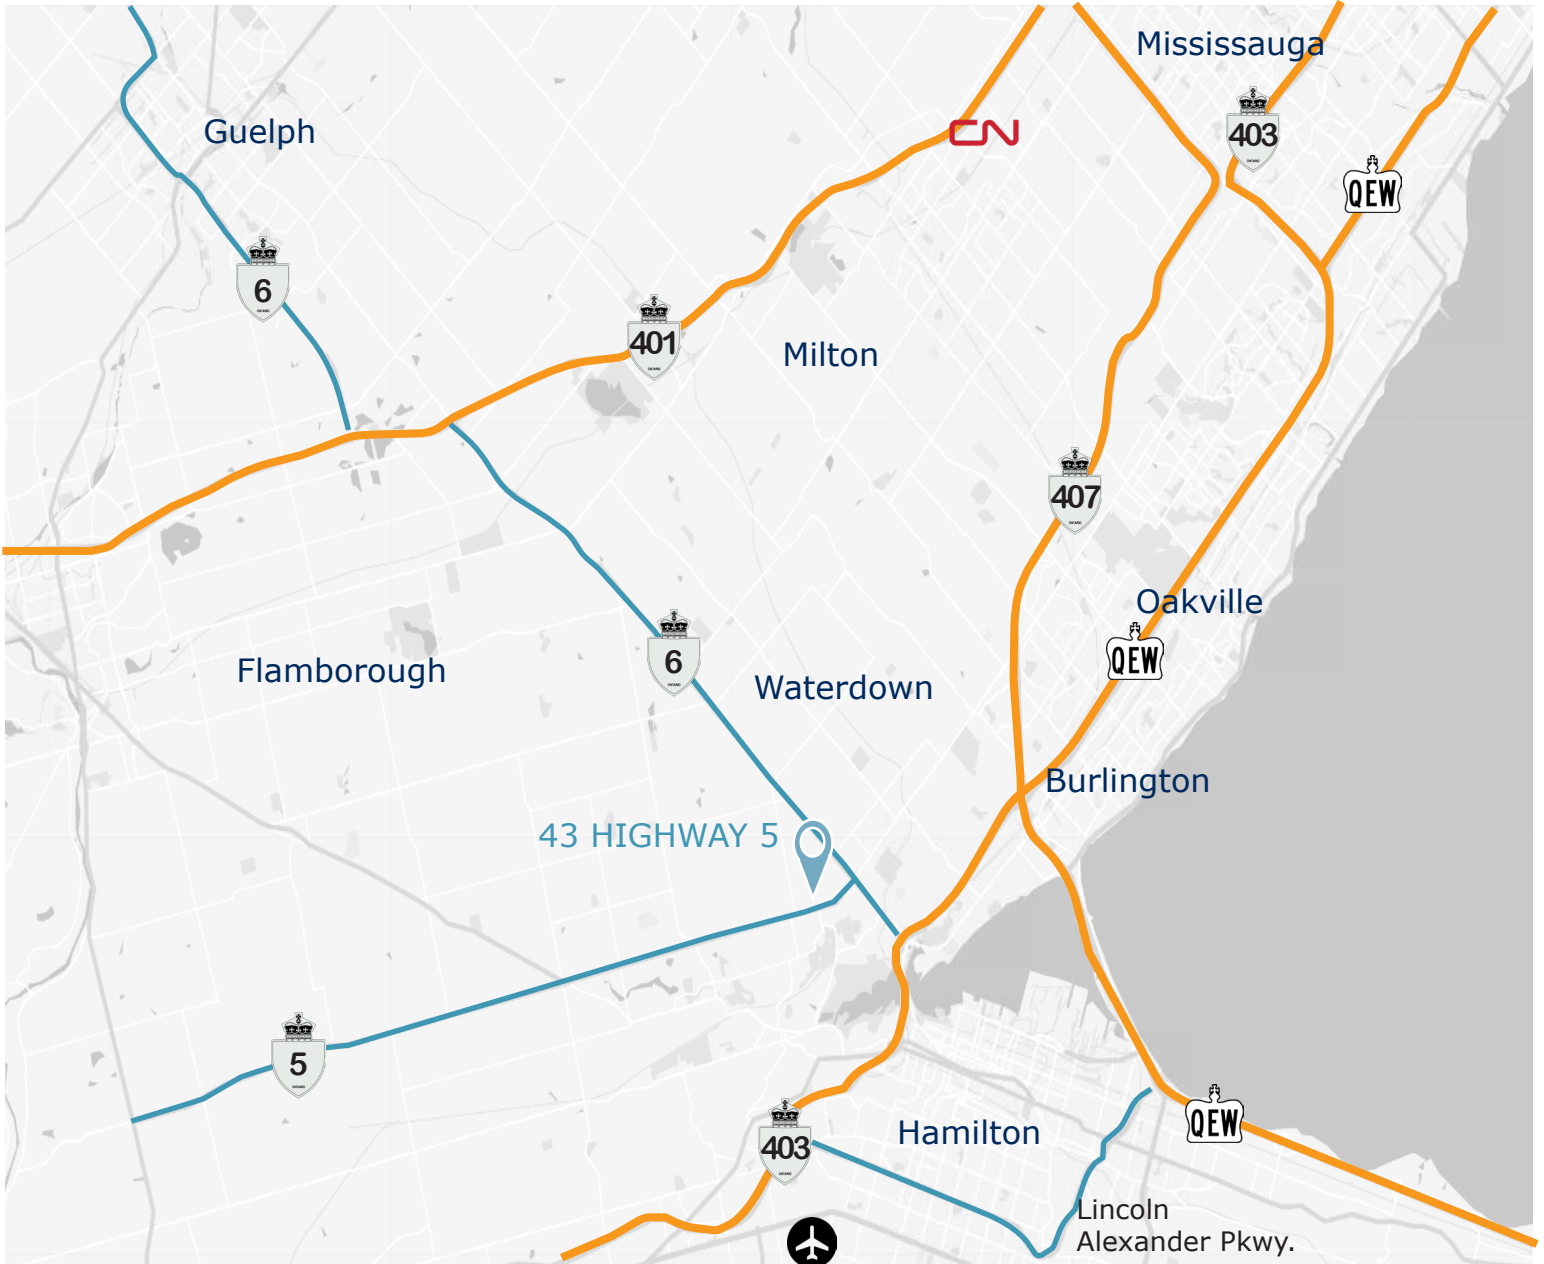 Mississauga
Guelph
CN
403
QEW
6
401
Milton
407
Oakville
6
QEW
Flamborough
Waterdown
Burlington
43 HIGHWAY 5
5
Hamilton
QEW
403
Lincoln
Alexander Pkwy.